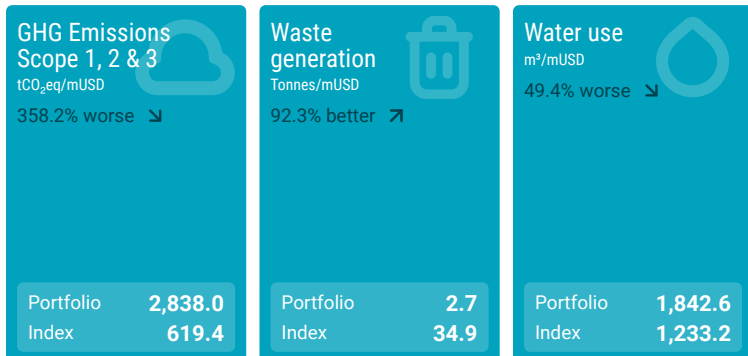 GHG Emissions
Scope 1, 2 & 3
tCO₂eq/mUSD
358.2% worse
Portfolio 2,838.0
Index 619.4
Waste
generation
Tonnes/mUSD
92.3% better
Portfolio 2.7
Index 34.9
Water use
m³/mUSD
49.4% worse
Portfolio 1,842.6
Index 1,233.2